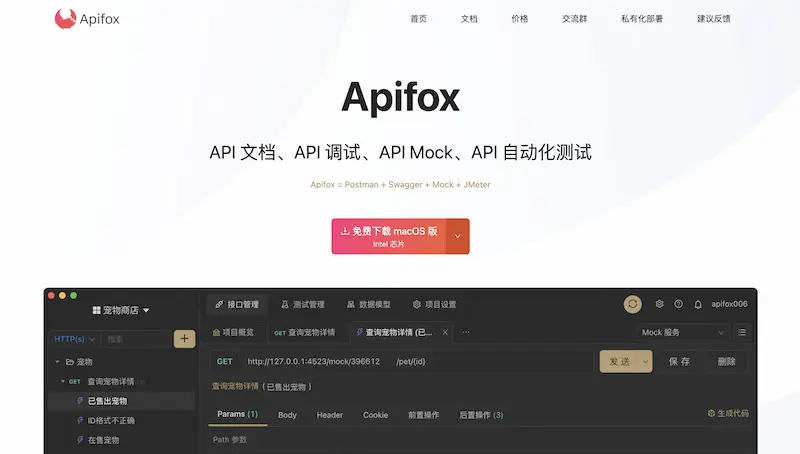 Apifox 首页 文档 价格 交流群 私有化部署 建议反馈
Apifox
API 文档、API 调试、API Mock、API 自动化测试
Apifox = Postman + Swagger + Mock + JMeter
免费下载 macOS 版
Intel 芯片
宠物商店 接口管理 测试管理 数据模型 项目设置 apifox006
HTTP(s) 搜索 + 项目概览 GET 查询宠物详情 查询宠物详情 (已... × ··· Mock 服务
宠物 GET http://127.0.0.1:4523/mock/396612 /pet/{id} 发 送 保 存 删除
GET 查询宠物详情
查询宠物详情 ( 已售出宠物 )
已售出宠物
ID格式不正确 Params (1) Body Header Cookie 前置操作 后置操作 (3) 生成代码
在售宠物 Path 参数